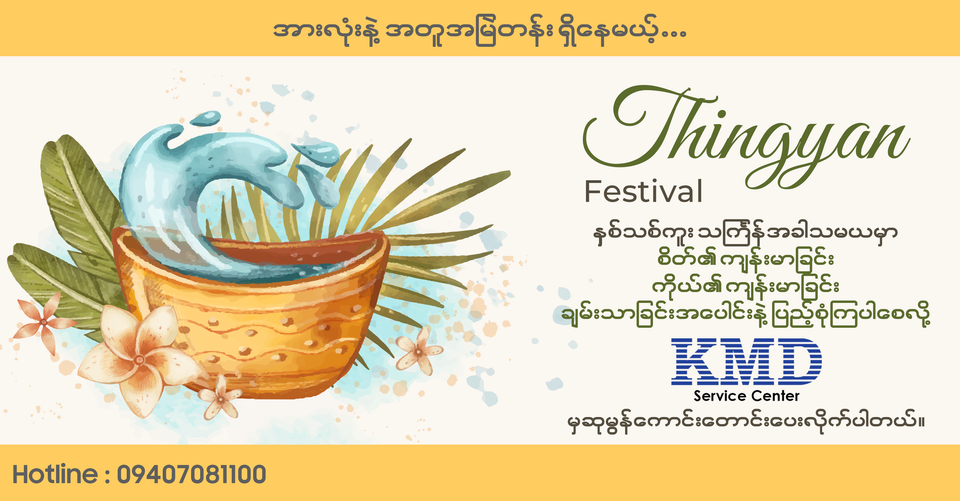 အားလုံးနဲ့ အတူအမြဲတန်း ရှိနေမယ့်...
Thingyan
Festival
နှစ်သစ်ကူး သင်္ကြန်အခါသမယမှာ
စိတ်၏ကျန်းမာခြင်း
ကိုယ်၏ကျန်းမာခြင်း
ချမ်းသာခြင်းအပေါင်းနဲ့ ပြည့်စုံကြပါစေလို့
KMD
Service Center
မှဆုမွန်ကောင်းတောင်းပေးလိုက်ပါတယ်။
Hotline : 09407081100